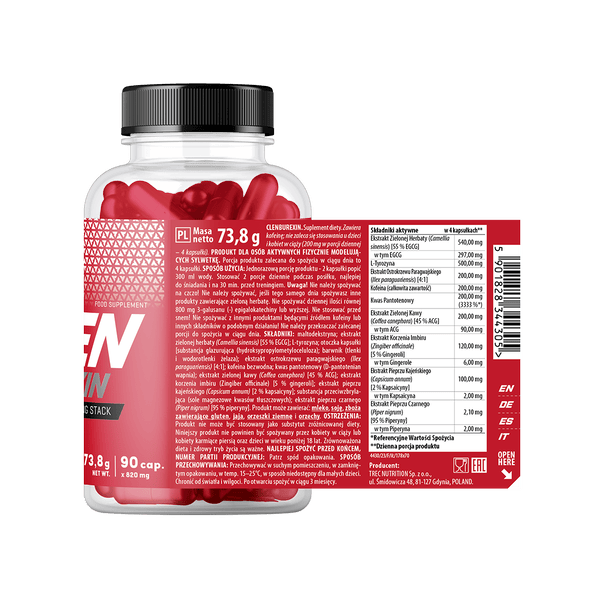 EN
IN
G STACK
FOOD SUPPLEMENT
73,8 g
NET WT.
90 cap.
x 820 mg
PL Masa netto 73,8 g
CLENBUREXIN. Suplement diety. Zawiera
kofeinę; nie zaleca się stosowania u dzieci
i kobiet w ciąży (200 mg w porcji dziennej
– 4 kapsułki). PRODUKT DLA OSÓB AKTYWNYCH FIZYCZNIE MODELUJĄ-
CYCH SYLWETKĘ. Porcja produktu zalecana do spożycia w ciągu dnia to
4 kapsułki. SPOSÓB UŻYCIA: Jednorazową porcję produktu - 2 kapsułki popić
300 ml wody. Stosować 2 porcje dziennie podczas posiłku, najlepiej
do śniadania i na 30 min. przed treningiem. Uwaga! Nie należy spożywać
na czczo! Nie należy spożywać, jeśli tego samego dnia spożywasz inne
produkty zawierające zieloną herbatę. Nie spożywać dziennej ilości równej
800 mg 3-galusanu (-) epigalokatechiny lub wyższej. Nie stosować przed
snem! Nie spożywać z innymi produktami będącymi źródłem kofeiny lub
innych składników o podobnym działaniu! Nie należy przekraczać zalecanej
porcji do spożycia w ciągu dnia. SKŁADNIKI: maltodekstryny; ekstrakt
zielonej herbaty (Camellia sinensis) [55 % EGCG]; L-tyrozyna; otoczka kapsułki
[substancja glazurująca (hydroksypropylometyloceluloza); barwnik (tlenki
i wodorotlenki żelaza); ekstrakt ostrokrzewu paragwajskiego (Ilex
paraguariensis) [4:1]; kofeina bezwodna; kwas pantotenowy (D-pantotenian
wapnia); ekstrakt zielonej kawy (Coffea canephora) [45 % ACG]; ekstrakt
korzenia imbiru (Zingiber officinale) [5 % gingeroli]; ekstrakt pieprzu
kajeńskiego (Capsicum annum) [2 % kapsaicyny]; substancja przeciwzbryla-
jąca (sole magnezowe kwasów tłuszczowych); ekstrakt pieprzu czarnego
(Piper nigrum) [95 % piperyny]. Produkt może zawierać: mleko, soję, zboża
zawierające gluten, jaja, orzeszki ziemne i orzechy. OSTRZEŻENIA:
Produkt nie może być stosowany jako substytut zróżnicowanej diety.
Niniejszy produkt nie powinien być spożywany przez kobiety w ciąży lub
kobiety karmiące piersią oraz dzieci w wieku poniżej 18 lat. Zrównoważona
dieta i zdrowy tryb życia są ważne. NAJLEPIEJ SPOŻYĆ PRZED KOŃCEM,
NUMER PARTII PRODUKCYJNEJ: Patrz spód opakowania. SPOSÓB
PRZECHOWYWANIA: Przechowywać w suchym pomieszczeniu, w zamknię-
tym opakowaniu, w temp. 15–25°C, w sposób niedostępny dla małych dzieci.
Chronić od światła i wilgoci. Po otwarciu spożyć w ciągu 3 miesięcy.
Składniki aktywne w 4 kapsułkach**
Ekstrakt Zielonej Herbaty (Camellia
sinensis) [55 % EGCG] 540,00 mg
w tym EGCG 297,00 mg
L-Tyrozyna 500,00 mg
Ekstrakt Ostrokrzewu Paragwajskiego
(Ilex paraguariensis) [4:1] 200,00 mg
Kofeina (całkowita zawartość) 200,00 mg
Kwas Pantotenowy 200,00 mg
(3333 %*)
Ekstrakt Zielonej Kawy
(Coffea canephora) [45 % ACG] 200,00 mg
w tym ACG 90,00 mg
Ekstrakt Korzenia Imbiru
(Zingiber officinale)
[5 % Gingeroli] 120,00 mg
w tym Gingerole 6,00 mg
Ekstrakt Pieprzu Kajeńskiego
(Capsicum annum)
[2 % Kapsaicyny] 100,00 mg
w tym Kapsaicyna 2,00 mg
Ekstrakt Pieprzu Czarnego
(Piper nigrum)
[95 % Piperyny] 2,10 mg
w tym Piperyna 2,00 mg
*Referencyjne Wartości Spożycia
**Dzienna porcja produktu
4430/23/F/6/178x70
Producent:
TREC NUTRITION Sp. z o.o.,
ul. Śmidowicza 48, 81-127 Gdynia, POLAND.
EAC
5 901828 344305
EN
DE
ES
IT
OPEN
HERE